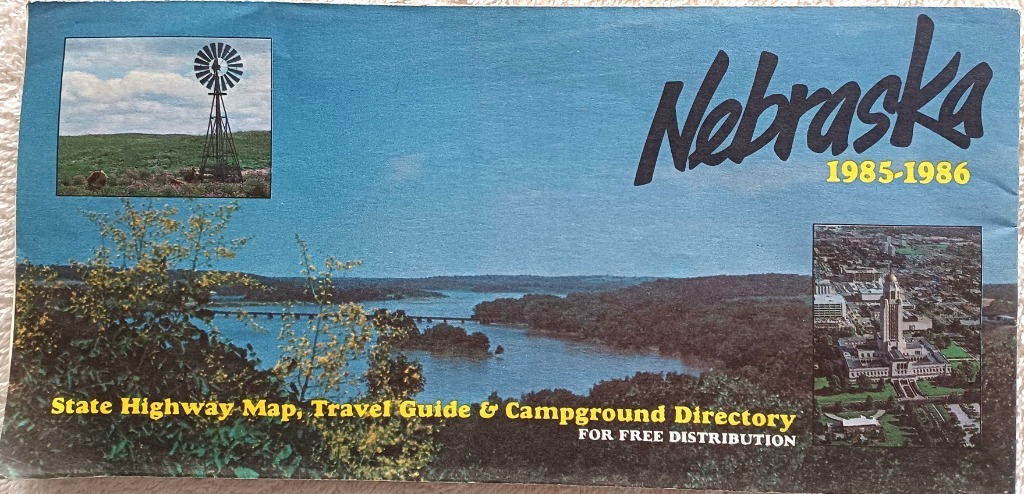 Nebraska
1985-1986
State Highway Map, Travel Guide & Campground Directory
FOR FREE DISTRIBUTION